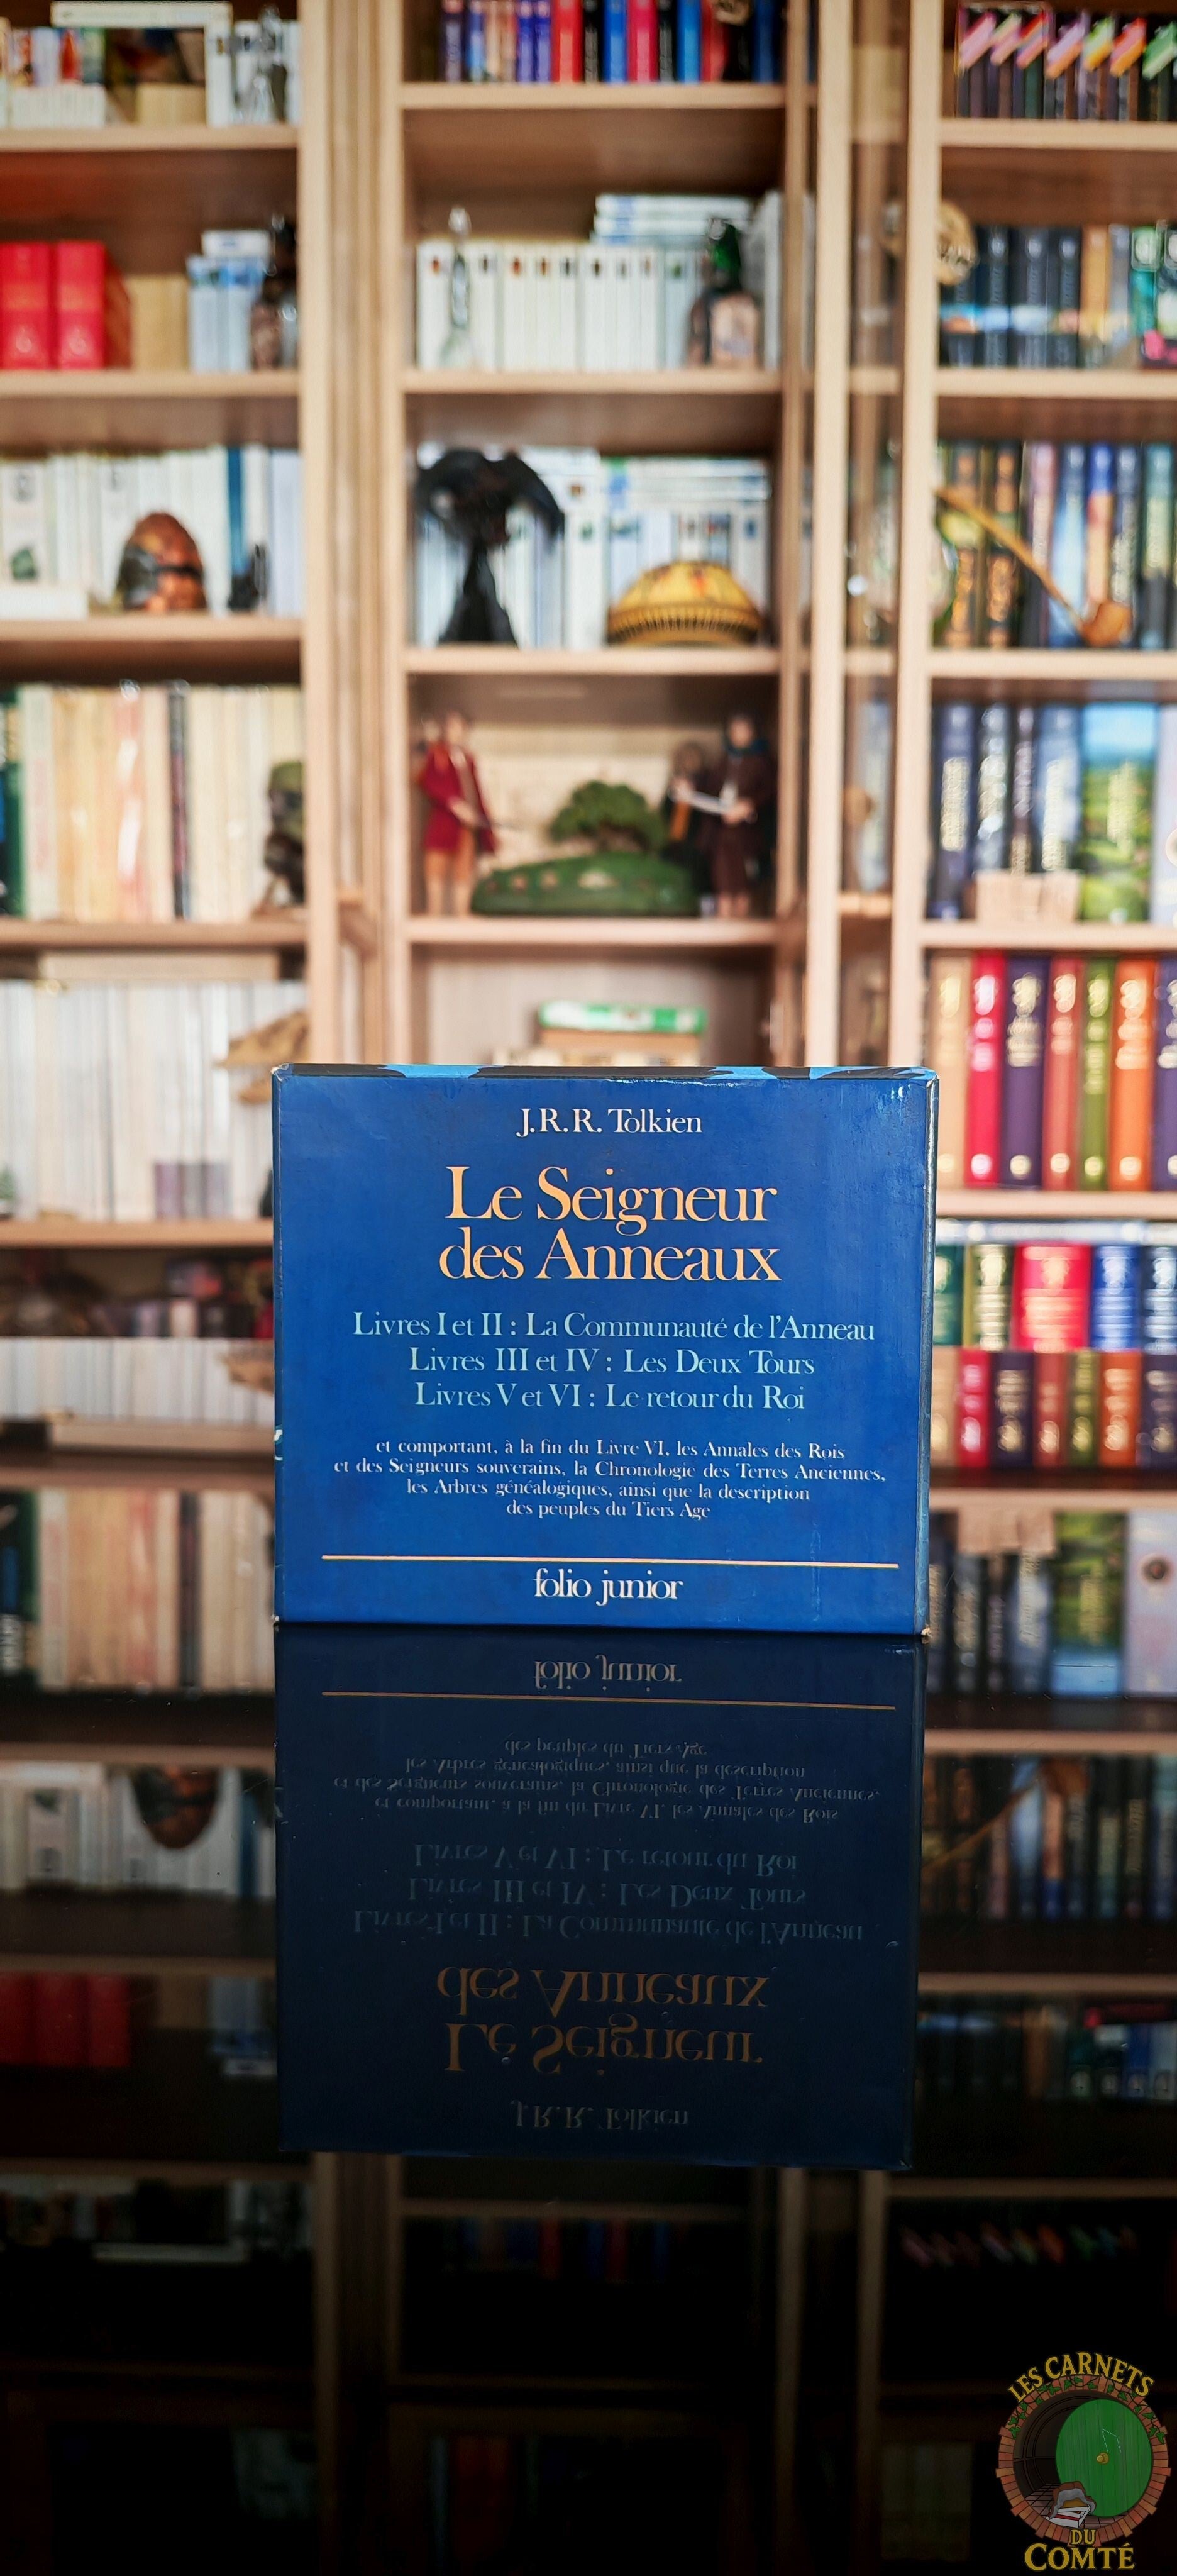 J.R.R. Tolkien
Le Seigneur
des Anneaux
Livres I et II : La Communauté de l'Anneau
Livres III et IV : Les Deux Tours
Livres V et VI : Le retour du Roi
et comportant, à la fin du Livre VI, les Annales des Rois
et des Seigneurs souverains, la Chronologie des Terres Anciennes,
les Arbres généalogiques, ainsi que la description
des peuples du Tiers Age
folio junior
LES CARNETS
DU
COMTÉ